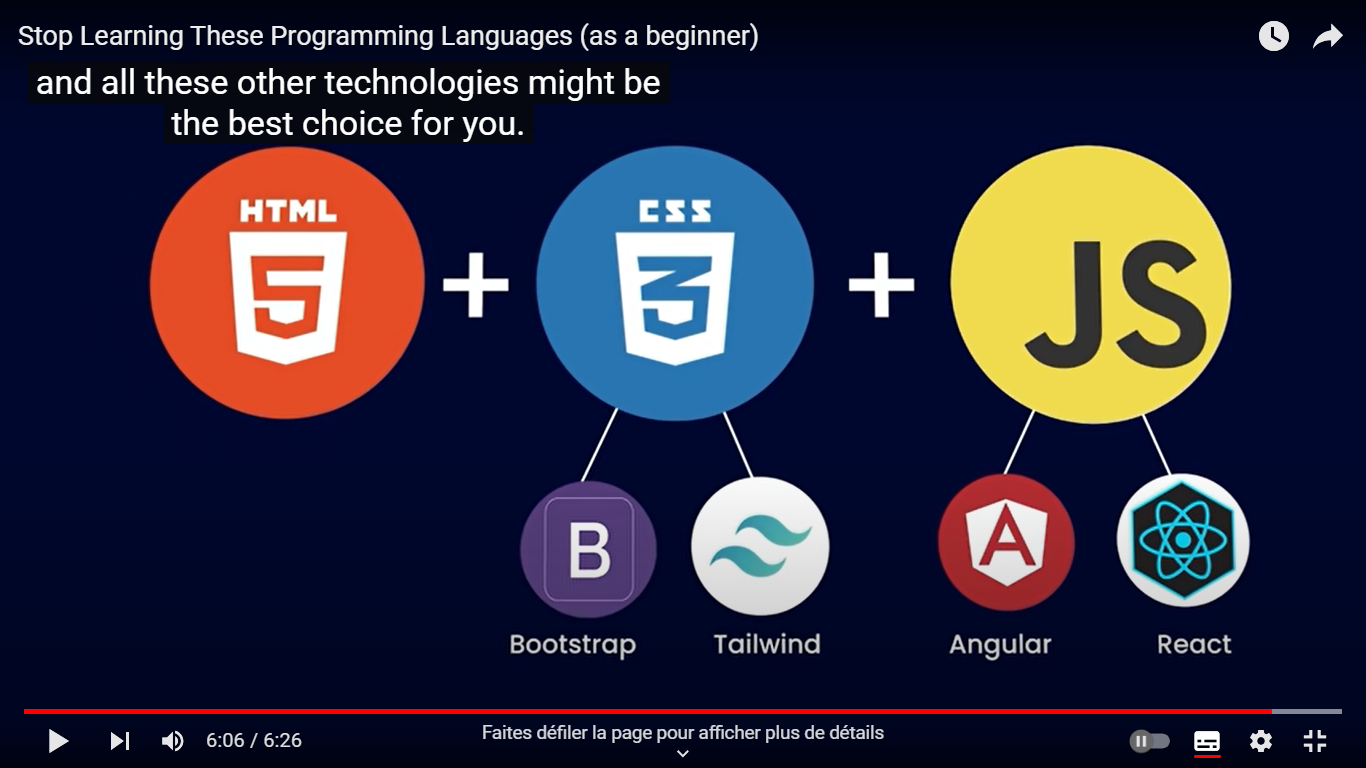 Stop Learning These Programming Languages (as a beginner)
and all these other technologies might be
the best choice for you.
HTML
5
+
CSS
3
+
JS
B
A
Bootstrap
Tailwind
Angular
React
6:06 / 6:26
Faites défiler la page pour afficher plus de détails